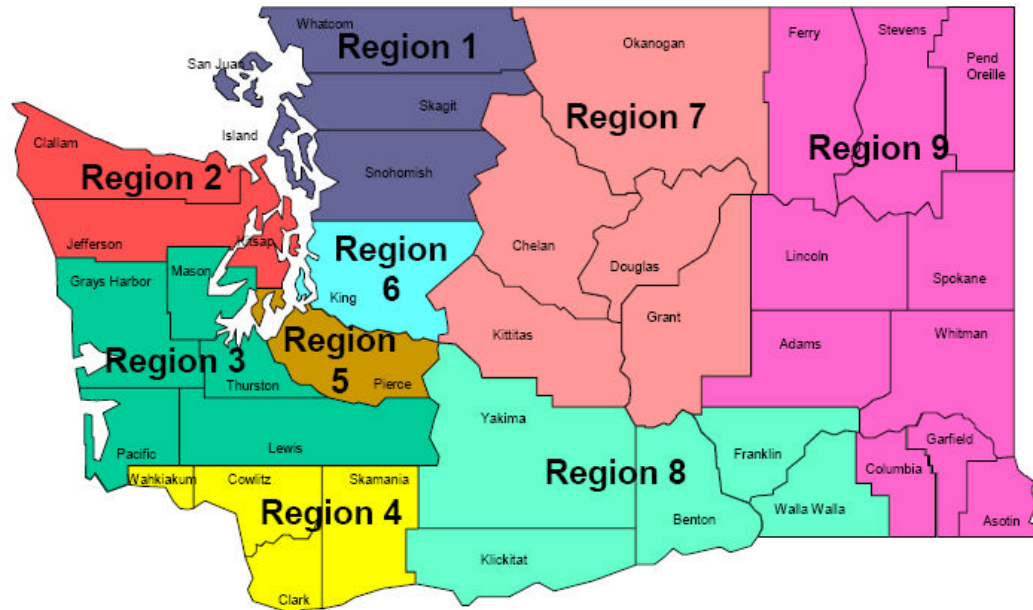 Whatcom
Region 1
Okanogan
Ferry
Stevens
Pend
Oreille
San Juan
Skagit
Island
Region 7
Region 9
Clallam
Region 2
Snohomish
Jefferson
Kitsap
Region
6
King
Chelan
Douglas
Lincoln
Spokane
Grays Harbor
Mason
Grant
Kittitas
Whitman
Adams
Region 3
Region
5
Thurston
Pierce
Yakima
Pacific
Lewis
Franklin
Garfield
Wahkiakum
Cowlitz
Skamania
Region 8
Columbia
Region 4
Benton
Walla Walla
Asotin
Klickitat
Clark